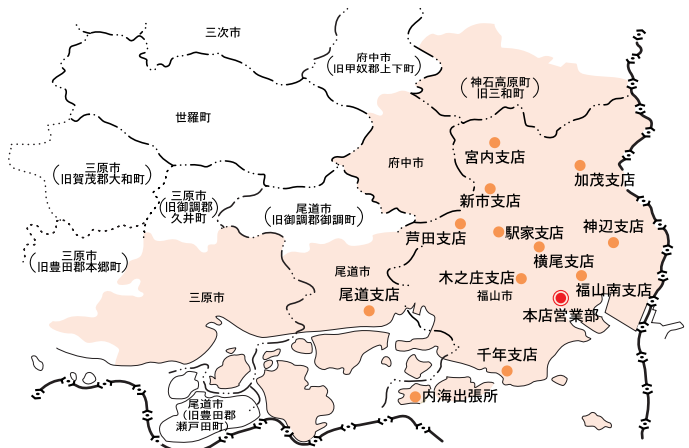 三次市
府中市
（旧甲奴郡上下町）
（神石高原町
旧三和町）
世羅町
宮内支店
府中市
三原市
（旧賀茂郡大和町）
加茂支店
新市支店
三原市
（旧御調郡
久井町）
尾道市
（旧御調郡御調町）
芦田支店
駅家支店
神辺支店
三原市
（旧豊田郡本郷町）
横尾支店
尾道市
木之庄支店
福山南支店
尾道支店
福山市
三原市
本店営業部
千年支店
内海出張所
尾道市
（旧豊田郡
瀬戸田町）